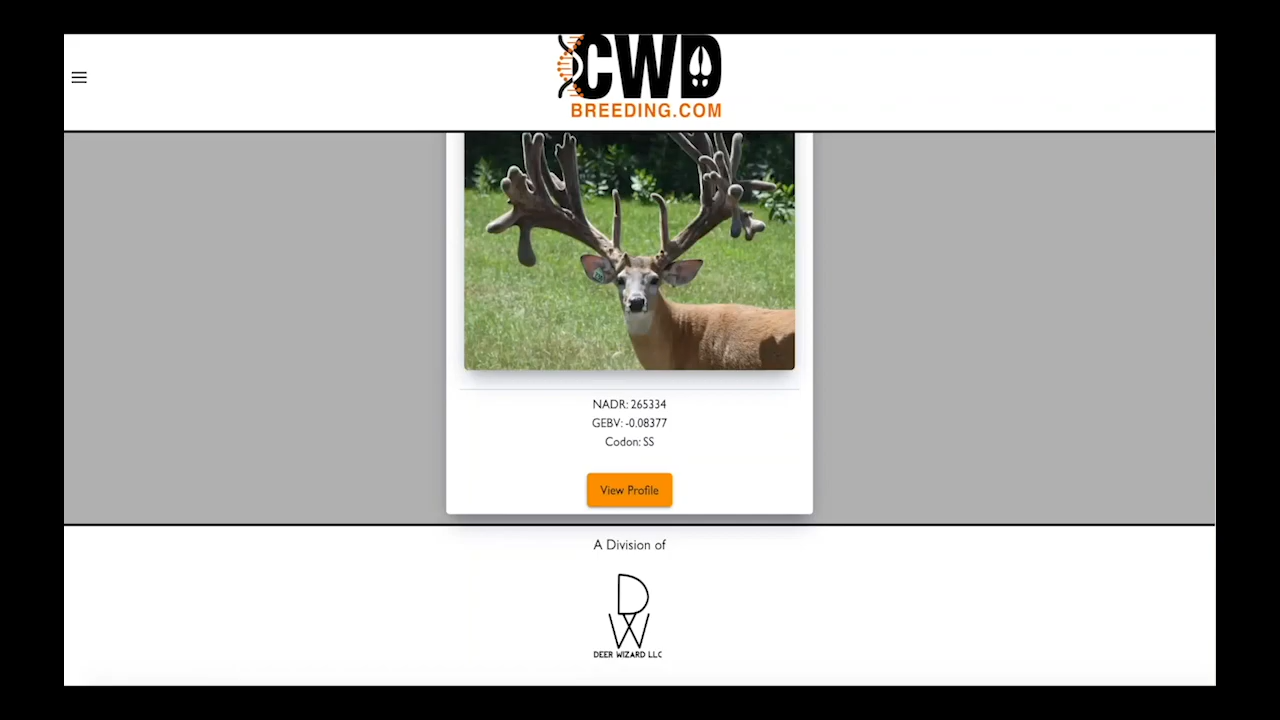 CWD
BREEDING.COM
NADR: 265334
GEBV: -0.08377
Codon: SS
View Profile
A Division of
DW
DEER WIZARD LLC